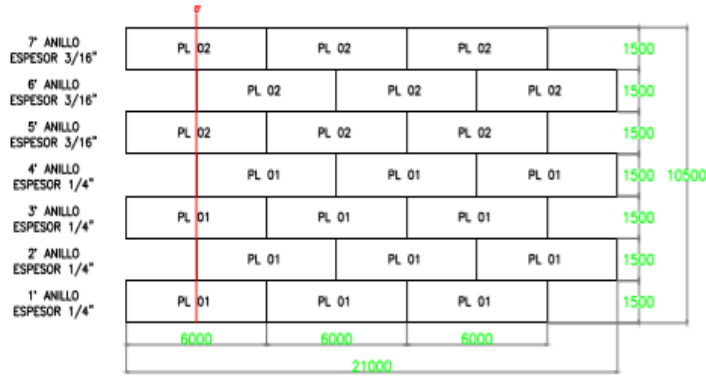 0'
7' ANILLO
ESPESOR 3/16"
PL 02 PL 02 PL 02
1500
6' ANILLO
ESPESOR 3/16"
PL 02 PL 02 PL 02
1500
5' ANILLO
ESPESOR 3/16"
PL 02 PL 02 PL 02
1500
4' ANILLO
ESPESOR 1/4"
PL 01 PL 01 PL 01
1500
10500
3' ANILLO
ESPESOR 1/4"
PL 01 PL 01 PL 01
1500
2' ANILLO
ESPESOR 1/4"
PL 01 PL 01 PL 01
1500
1' ANILLO
ESPESOR 1/4"
PL 01 PL 01 PL 01
1500
6000 6000 6000
21000